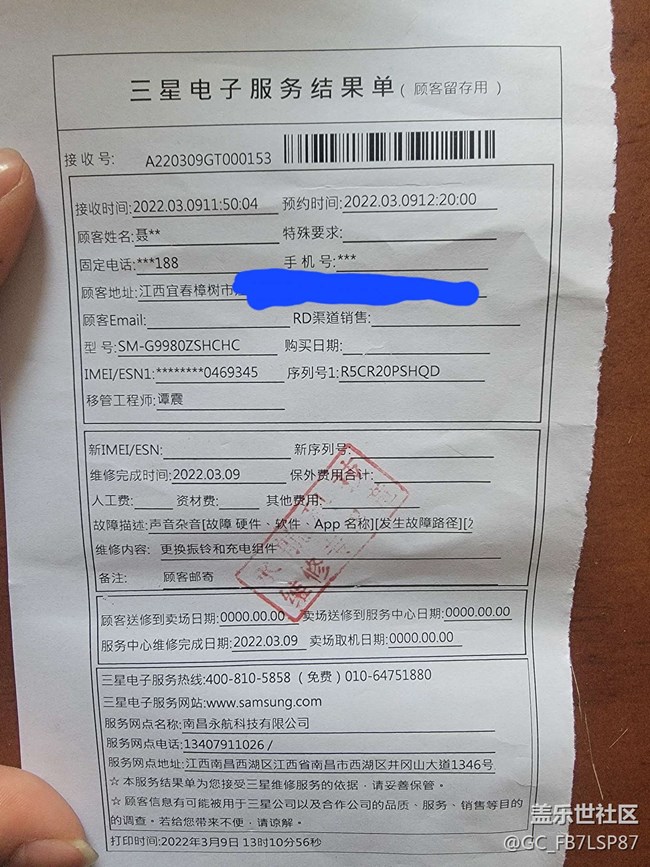 三星电子服务结果单(顾客留存用)
接收号: A220309GT000153
接收时间:2022.03.0911:50:04 预约时间:2022.03.0912:20:00
顾客姓名:聂** 特殊要求:
固定电话:***188 手机号:***
顾客地址:江西宜春樟树市
顾客Email: RD渠道销售:
型号:SM-G9980ZSHCHC 购买日期:
IMEI/ESN1:********0469345 序列号1:R5CR20PSHQD
移管工程师:谭震
新IMEI/ESN: 新序列号:
维修完成时间:2022.03.09 保外费用合计:
人工费: 资材费: 其他费用:
故障描述:声音杂音[故障 硬件、软件、App 名称][发生故障路径][
维修内容: 更换振铃和充电组件
备注: 顾客邮寄
维修
顾客送修到卖场日期:0000.00.00 卖场送修到服务中心日期:0000.00.00
服务中心维修完成日期:2022.03.09 卖场取机日期:0000.00.00
三星电子服务热线:400-810-5858(免费)010-64751880
三星电子服务网站:www.samsung.com
服务网点名称:南昌永航科技有限公司
服务网点电话:13407911026 /
服务网点地址:江西南昌西湖区江西省南昌市西湖区井冈山大道1346号
☆ 本服务结果单为您接受三星维修服务的依据,请妥善保管。
☆ 顾客信息有可能被用于三星公司以及合作公司的品质、服务、销售等目的
的调查。若给您带来不便,请谅解。
打印时间:2022年3月9日 13时10分56秒
盖乐世社区
@GC_FB7LSP87